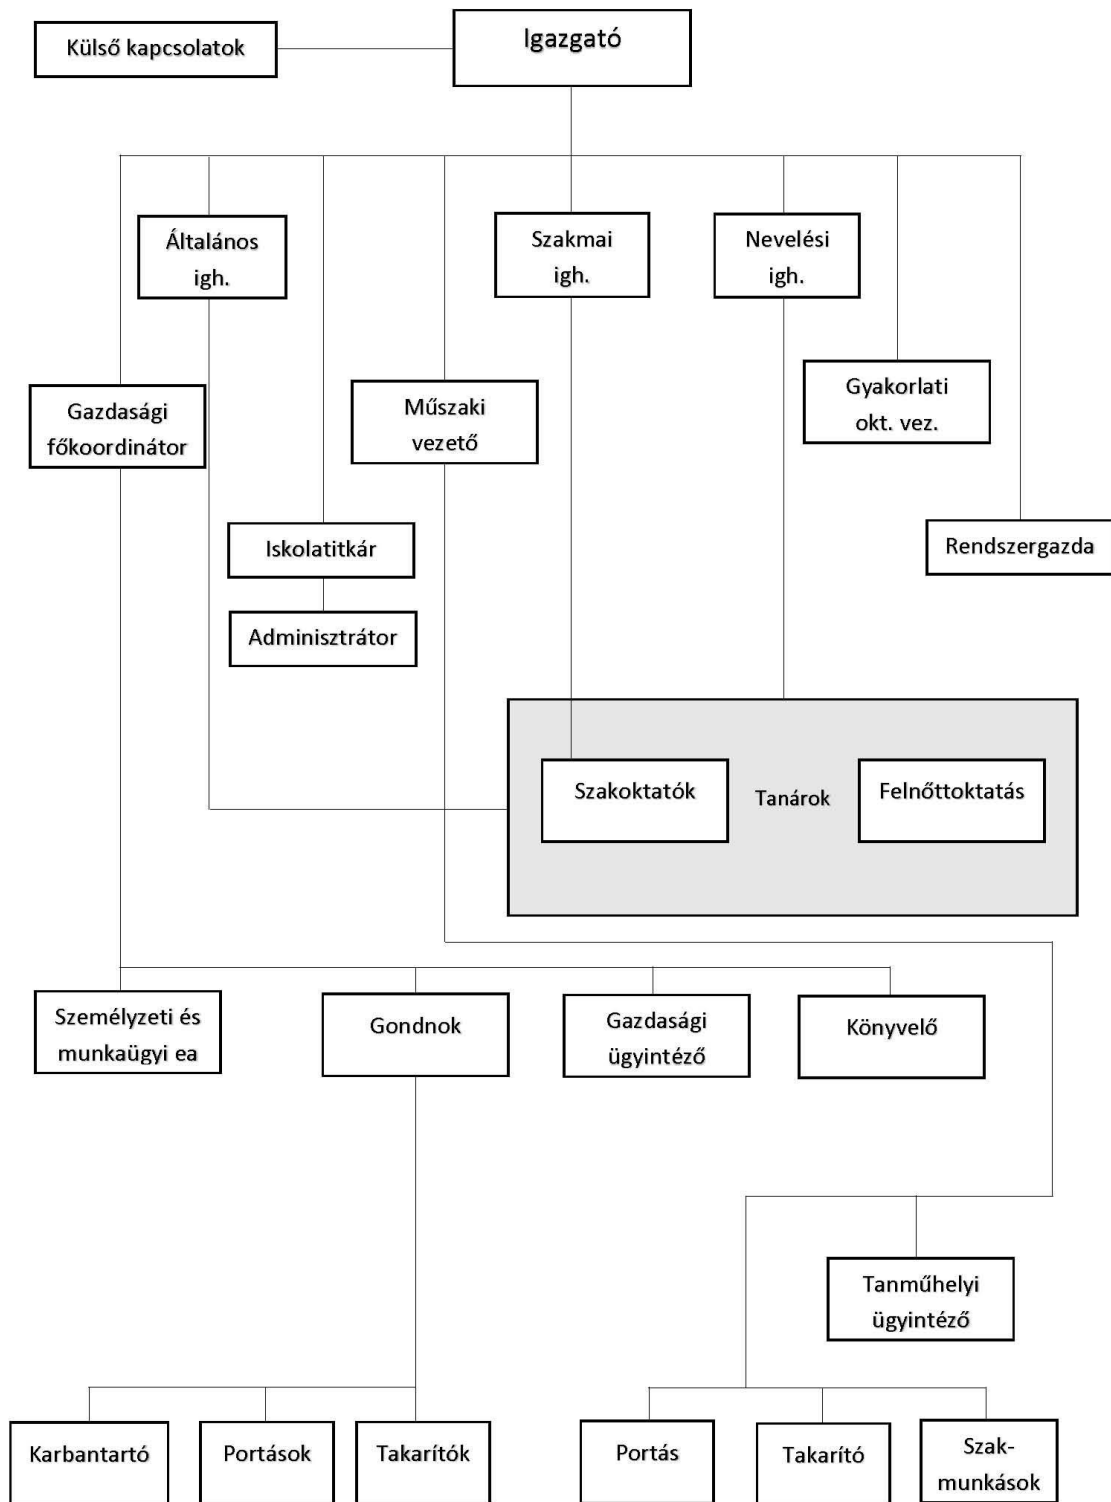 Külső kapcsolatok
Igazgató
Általános
igh.
Szakmai
igh.
Nevelési
igh.
Gazdasági
főkoordinátor
Műszaki
vezető
Gyakorlati
okt. vez.
Iskolatitkár
Rendszergazda
Adminisztrátor
Szakoktatók
Tanárok
Felnőttoktatás
Személyzeti és
munkaügyi ea
Gondnok
Gazdasági
ügyintéző
Könyvelő
Tanműhelyi
ügyintéző
Karbantartó
Portások
Takarítók
Portás
Takarító
Szak-
munkások